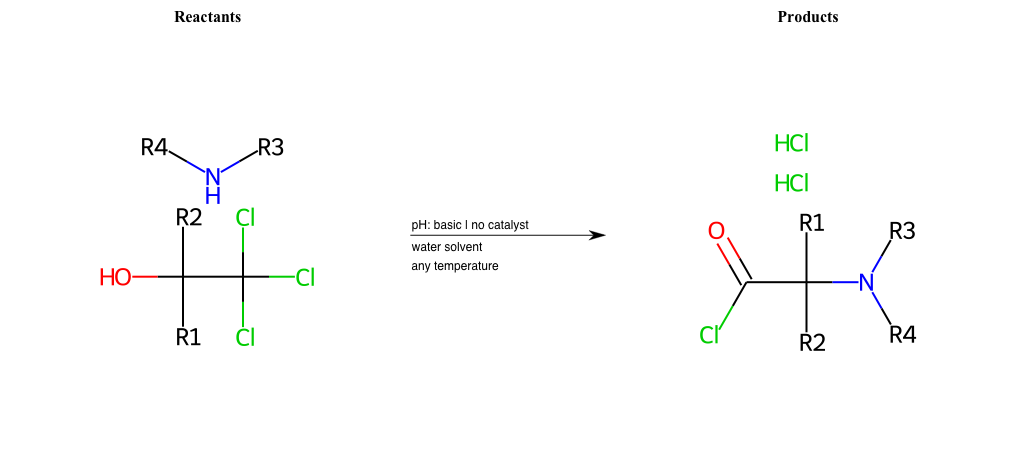 Reactants
Products
R4
R3
N
H
R2
Cl
HO
Cl
R1
Cl
pH: basic | no catalyst
water solvent
any temperature
HCl
HCl
O
R1
R3
N
Cl
R2
R4